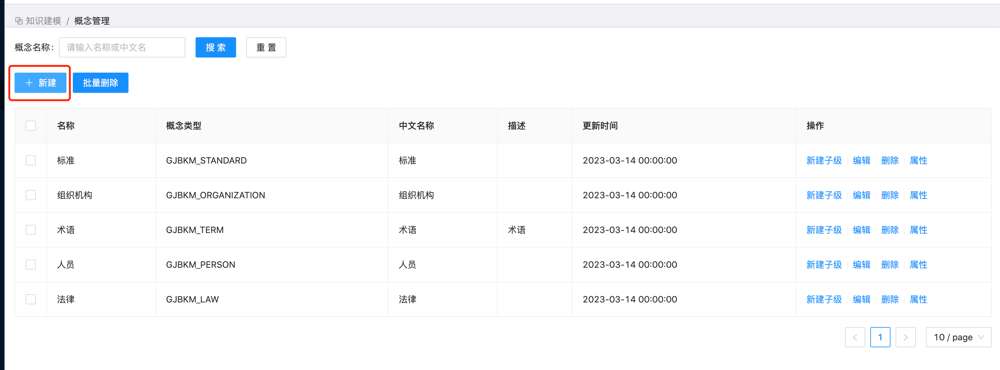 知识建模 / 概念管理
概念名称: 请输入名称或中文名 搜 索 重 置
新建 批量删除
名称 概念类型 中文名称 描述 更新时间 操作
标准 GJBKM_STANDARD 标准 2023-03-14 00:00:00 新建子级 编辑 删除 属性
组织机构 GJBKM_ORGANIZATION 组织机构 2023-03-14 00:00:00 新建子级 编辑 删除 属性
术语 GJBKM_TERM 术语 术语 2023-03-14 00:00:00 新建子级 编辑 删除 属性
人员 GJBKM_PERSON 人员 2023-03-14 00:00:00 新建子级 编辑 删除 属性
法律 GJBKM_LAW 法律 2023-03-14 00:00:00 新建子级 编辑 删除 属性
1 10 / page